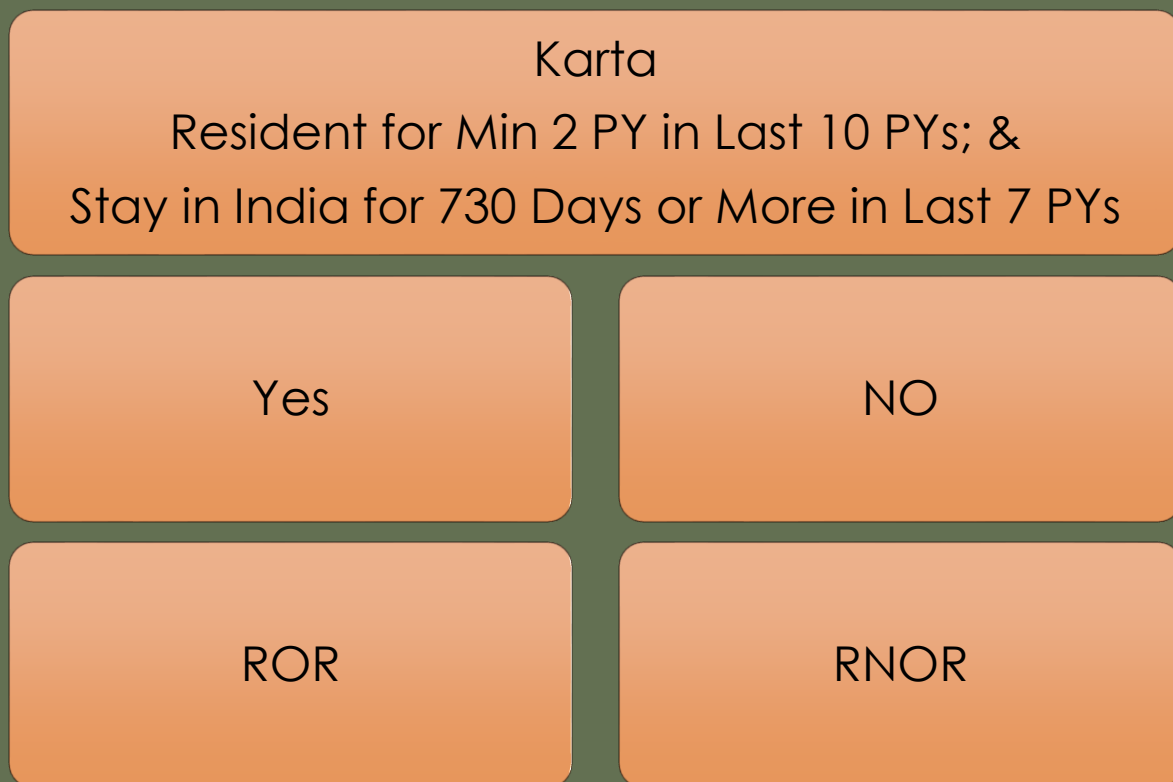 Karta
Resident for Min 2 PY in Last 10 PYs; &
Stay in India for 730 Days or More in Last 7 PYs
Yes
NO
ROR
RNOR